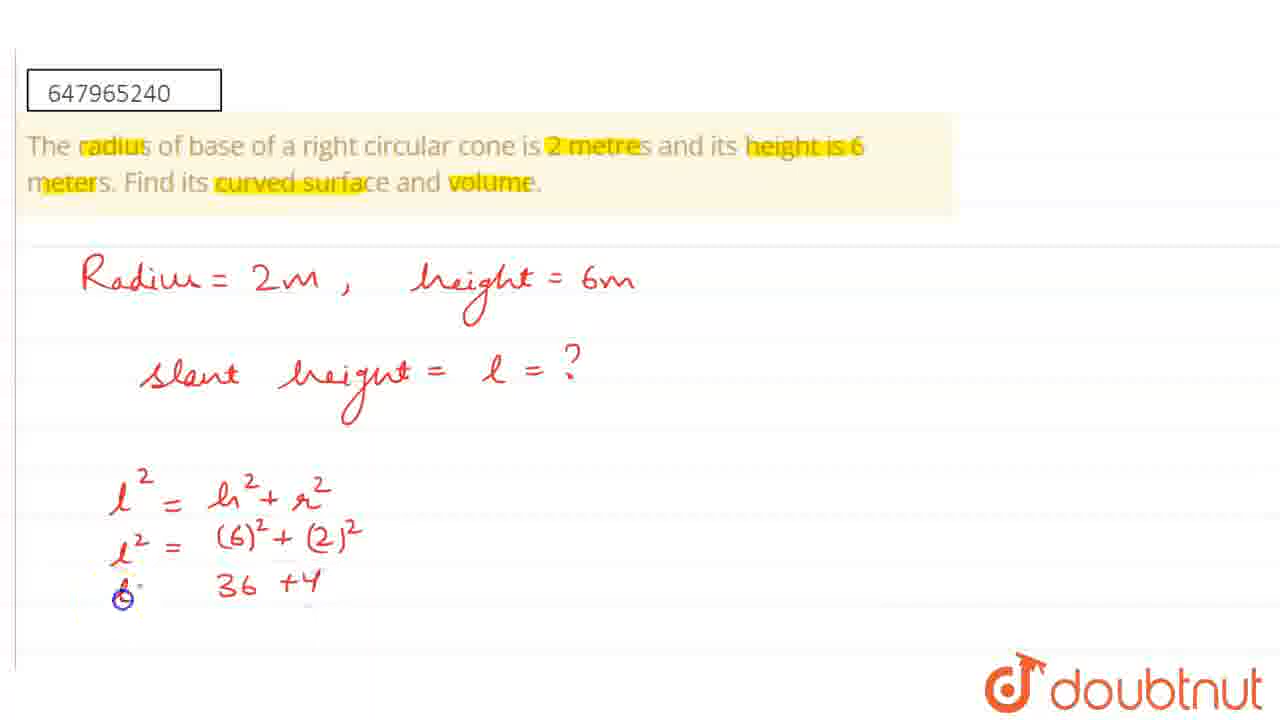 647965240
The radius of base of a right circular cone is 2 metres and its height is 6
meters. Find its curved surface and volume.
Radius = 2m , height = 6m
slant height = l = ?
l² = h² + r²
l² = (6)² + (2)²
l 36 + 4
doubtnut